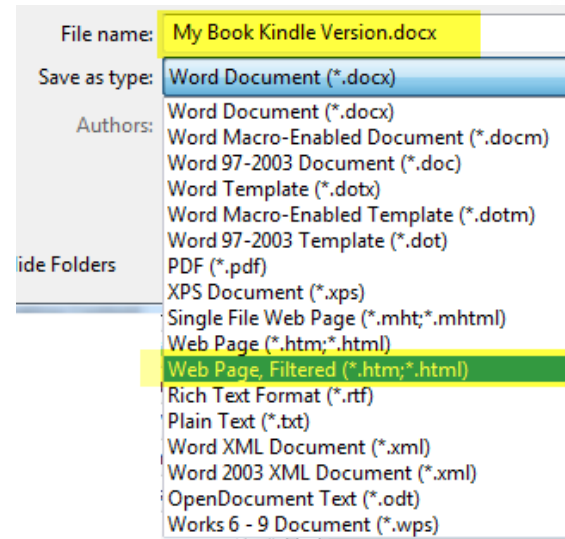 File name: My Book Kindle Version.docx
Save as type: Word Document (*.docx)
Authors:
Word Document (*.docx)
Word Macro-Enabled Document (*.docm)
Word 97-2003 Document (*.doc)
Word Template (*.dotx)
Word Macro-Enabled Template (*.dotm)
Word 97-2003 Template (*.dot)
ide Folders
PDF (*.pdf)
XPS Document (*.xps)
Single File Web Page (*.mht;*.mhtml)
Web Page (*.htm;*.html)
Web Page, Filtered (*.htm;*.html)
Rich Text Format (*.rtf)
Plain Text (*.txt)
Word XML Document (*.xml)
Word 2003 XML Document (*.xml)
OpenDocument Text (*.odt)
Works 6 - 9 Document (*.wps)